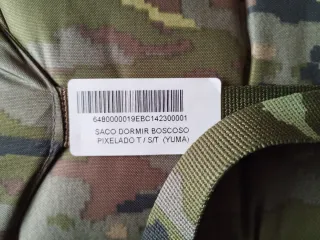 6480000019EBC142300001
SACO DORMIR BOSCOSO
PIXELADO T / S/T (YUMA)